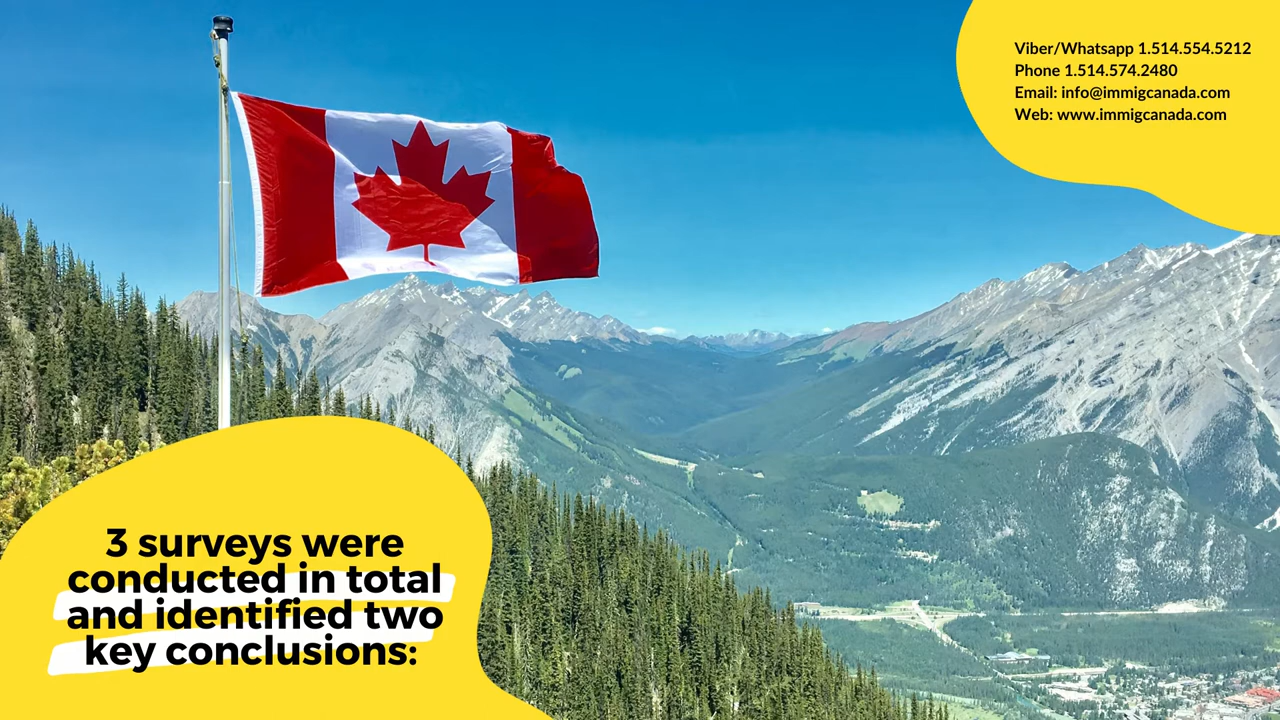 Viber/Whatsapp 1.514.554.5212
Phone 1.514.574.2480
Email: info@immigcanada.com
Web: www.immigcanada.com
3 surveys were
conducted in total
and identified two
key conclusions: